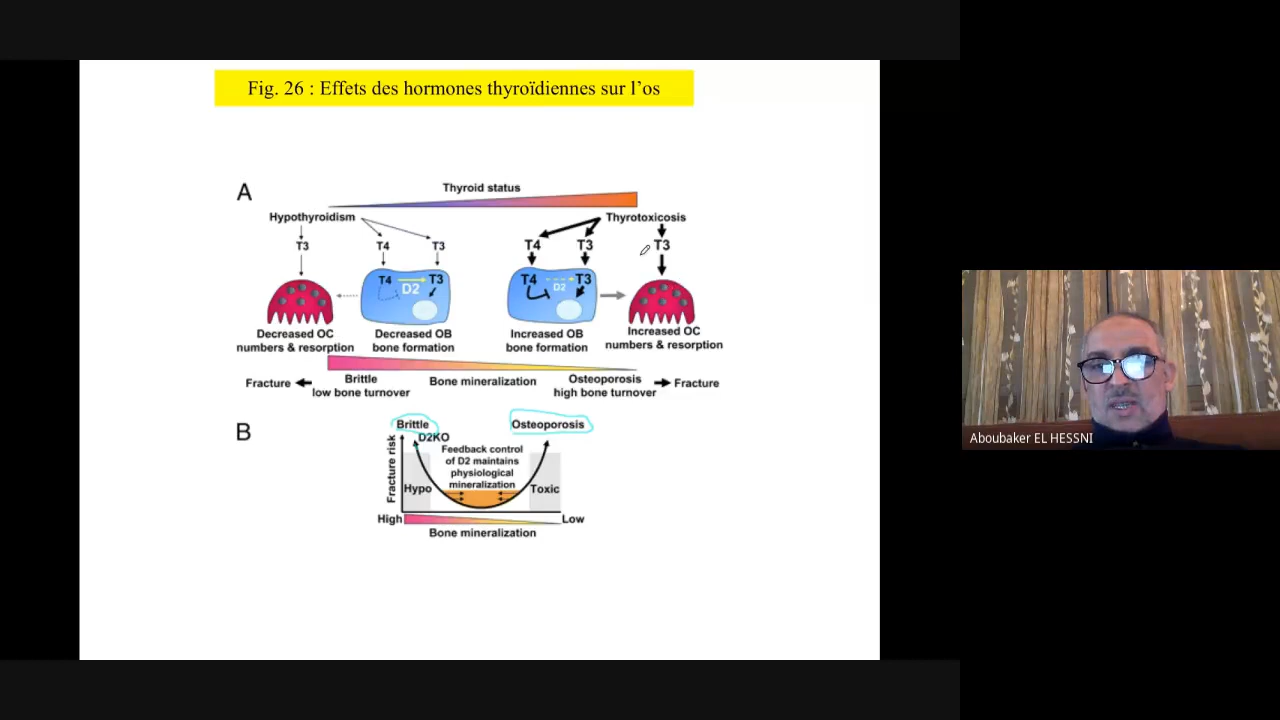 Fig. 26 : Effets des hormones thyroïdiennes sur l'os
A
Thyroid status
Hypothyroidism
Thyrotoxicosis
T3
T4
T3
T4
T3
T3
T4
T3
D2
T4
T3
D2
Decreased OC
numbers & resorption
Decreased OB
bone formation
Increased OB
bone formation
Increased OC
numbers & resorption
Fracture
Brittle
low bone turnover
Bone mineralization
Osteoporosis
high bone turnover
Fracture
B
Brittle
Osteoporosis
D2KO
Fracture risk
Feedback control
of D2 maintains
physiological
mineralization
Hypo
Toxic
High
Low
Bone mineralization
Aboubaker EL HESSNI